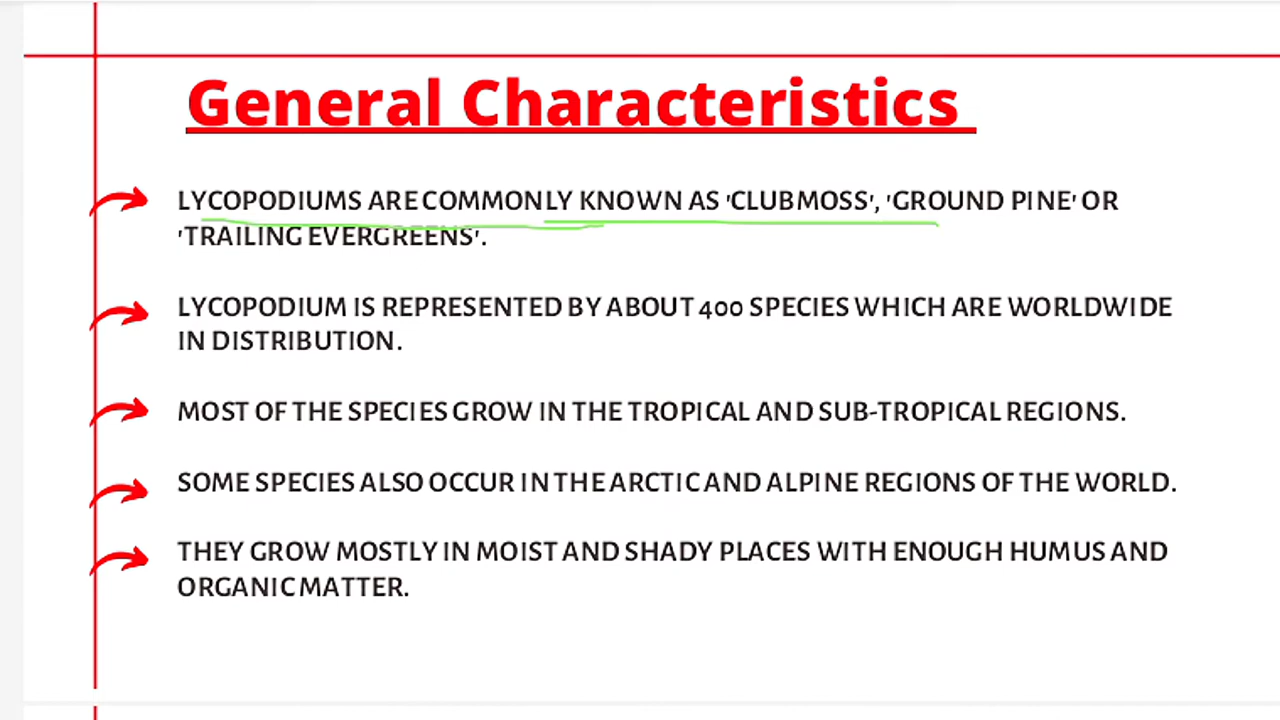 General Characteristics
LYCOPODIUMS ARE COMMONLY KNOWN AS 'CLUBMOSS', 'GROUND PINE' OR
'TRAILING EVERGREENS'.
LYCOPODIUM IS REPRESENTED BY ABOUT 400 SPECIES WHICH ARE WORLDWIDE
IN DISTRIBUTION.
MOST OF THE SPECIES GROW IN THE TROPICAL AND SUB-TROPICAL REGIONS.
SOME SPECIES ALSO OCCUR IN THE ARCTIC AND ALPINE REGIONS OF THE WORLD.
THEY GROW MOSTLY IN MOIST AND SHADY PLACES WITH ENOUGH HUMUS AND
ORGANIC MATTER.